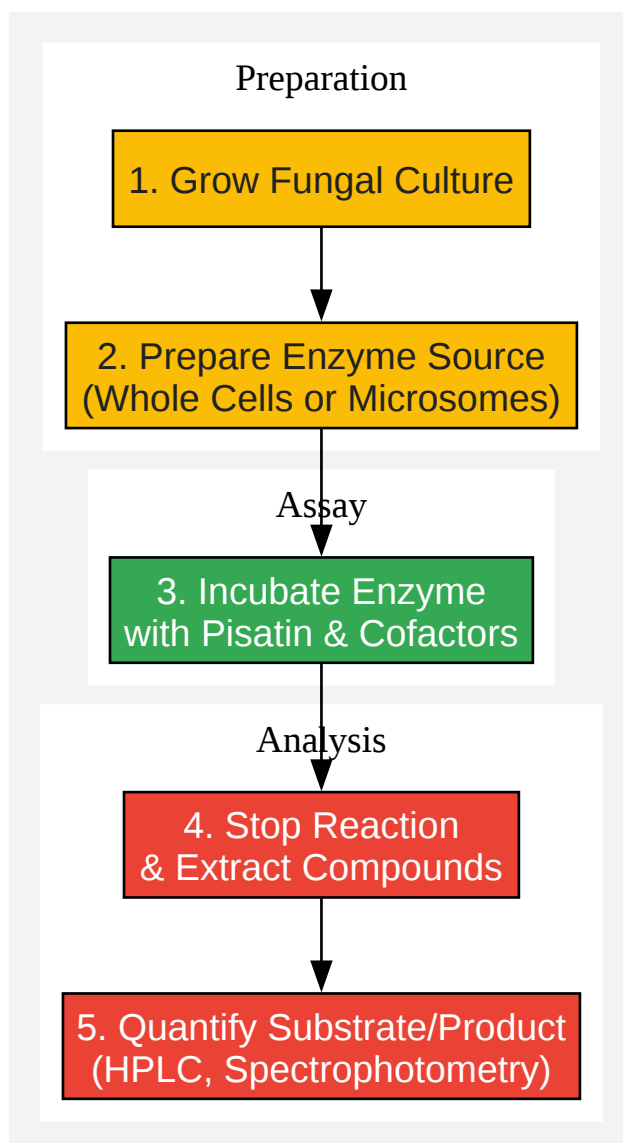 Preparation
1. Grow Fungal Culture
2. Prepare Enzyme Source
(Whole Cells or Microsomes)
Assay
3. Incubate Enzyme
with Pisatin & Cofactors
Analysis
4. Stop Reaction
& Extract Compounds
5. Quantify Substrate/Product
(HPLC, Spectrophotometry)